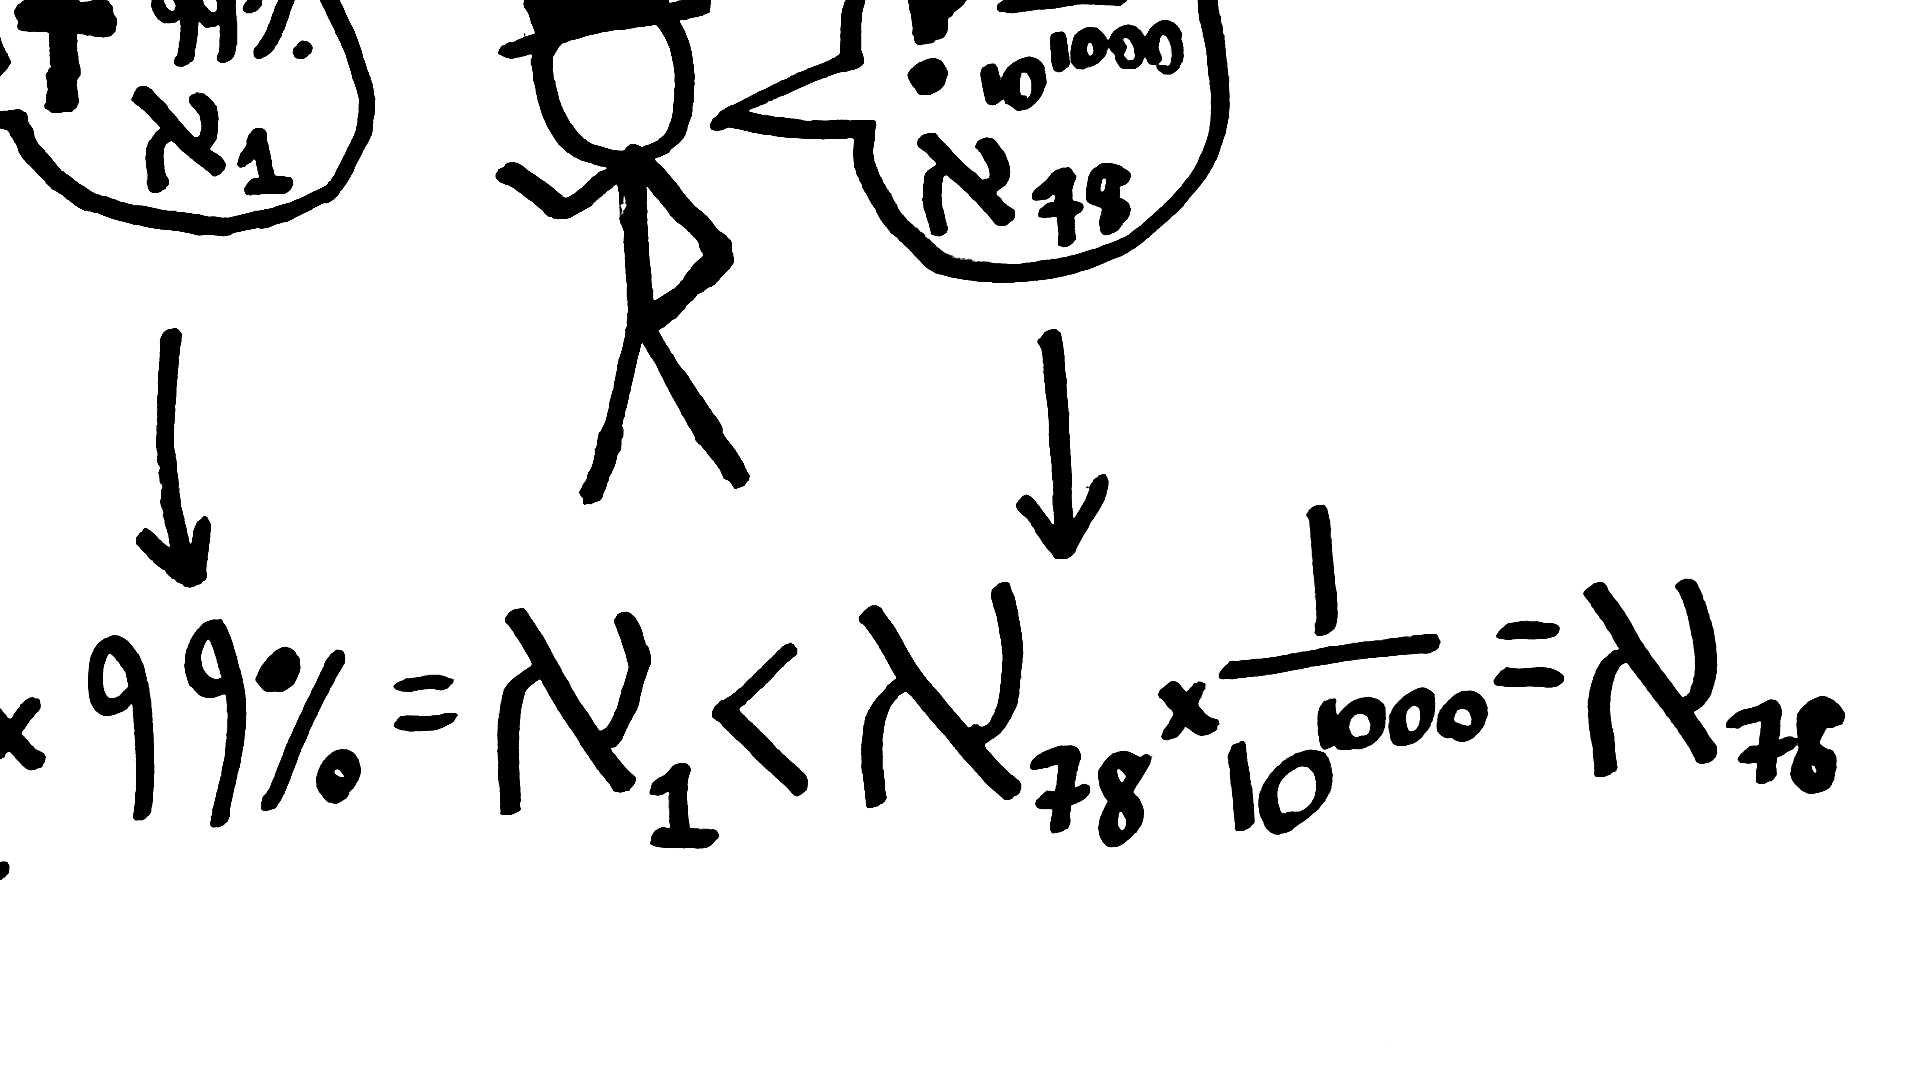 99%
ℵ1
10^1000
ℵ78
x 99% = ℵ1 < ℵ78 x 1/10^1000 = ℵ78